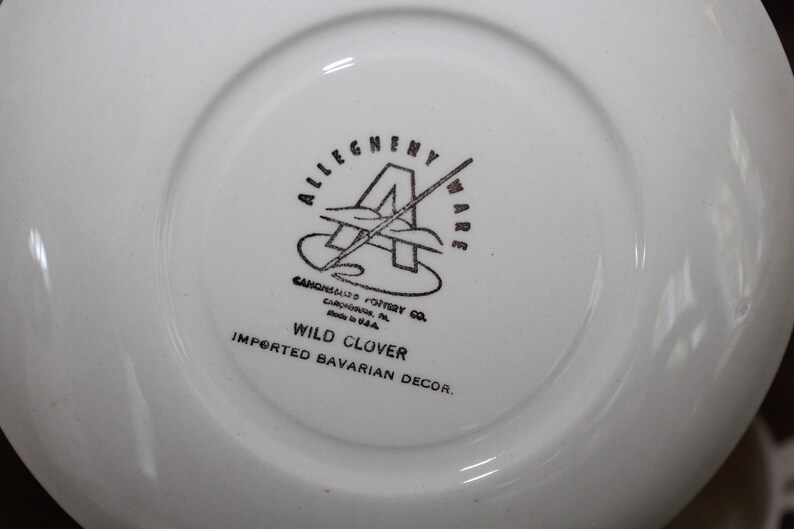 ALLEGHENY WARE
A
CANONSBURG POTTERY CO.
CANONSBURG, PA.
Made in U.S.A.
WILD CLOVER
IMPORTED BAVARIAN DECOR.